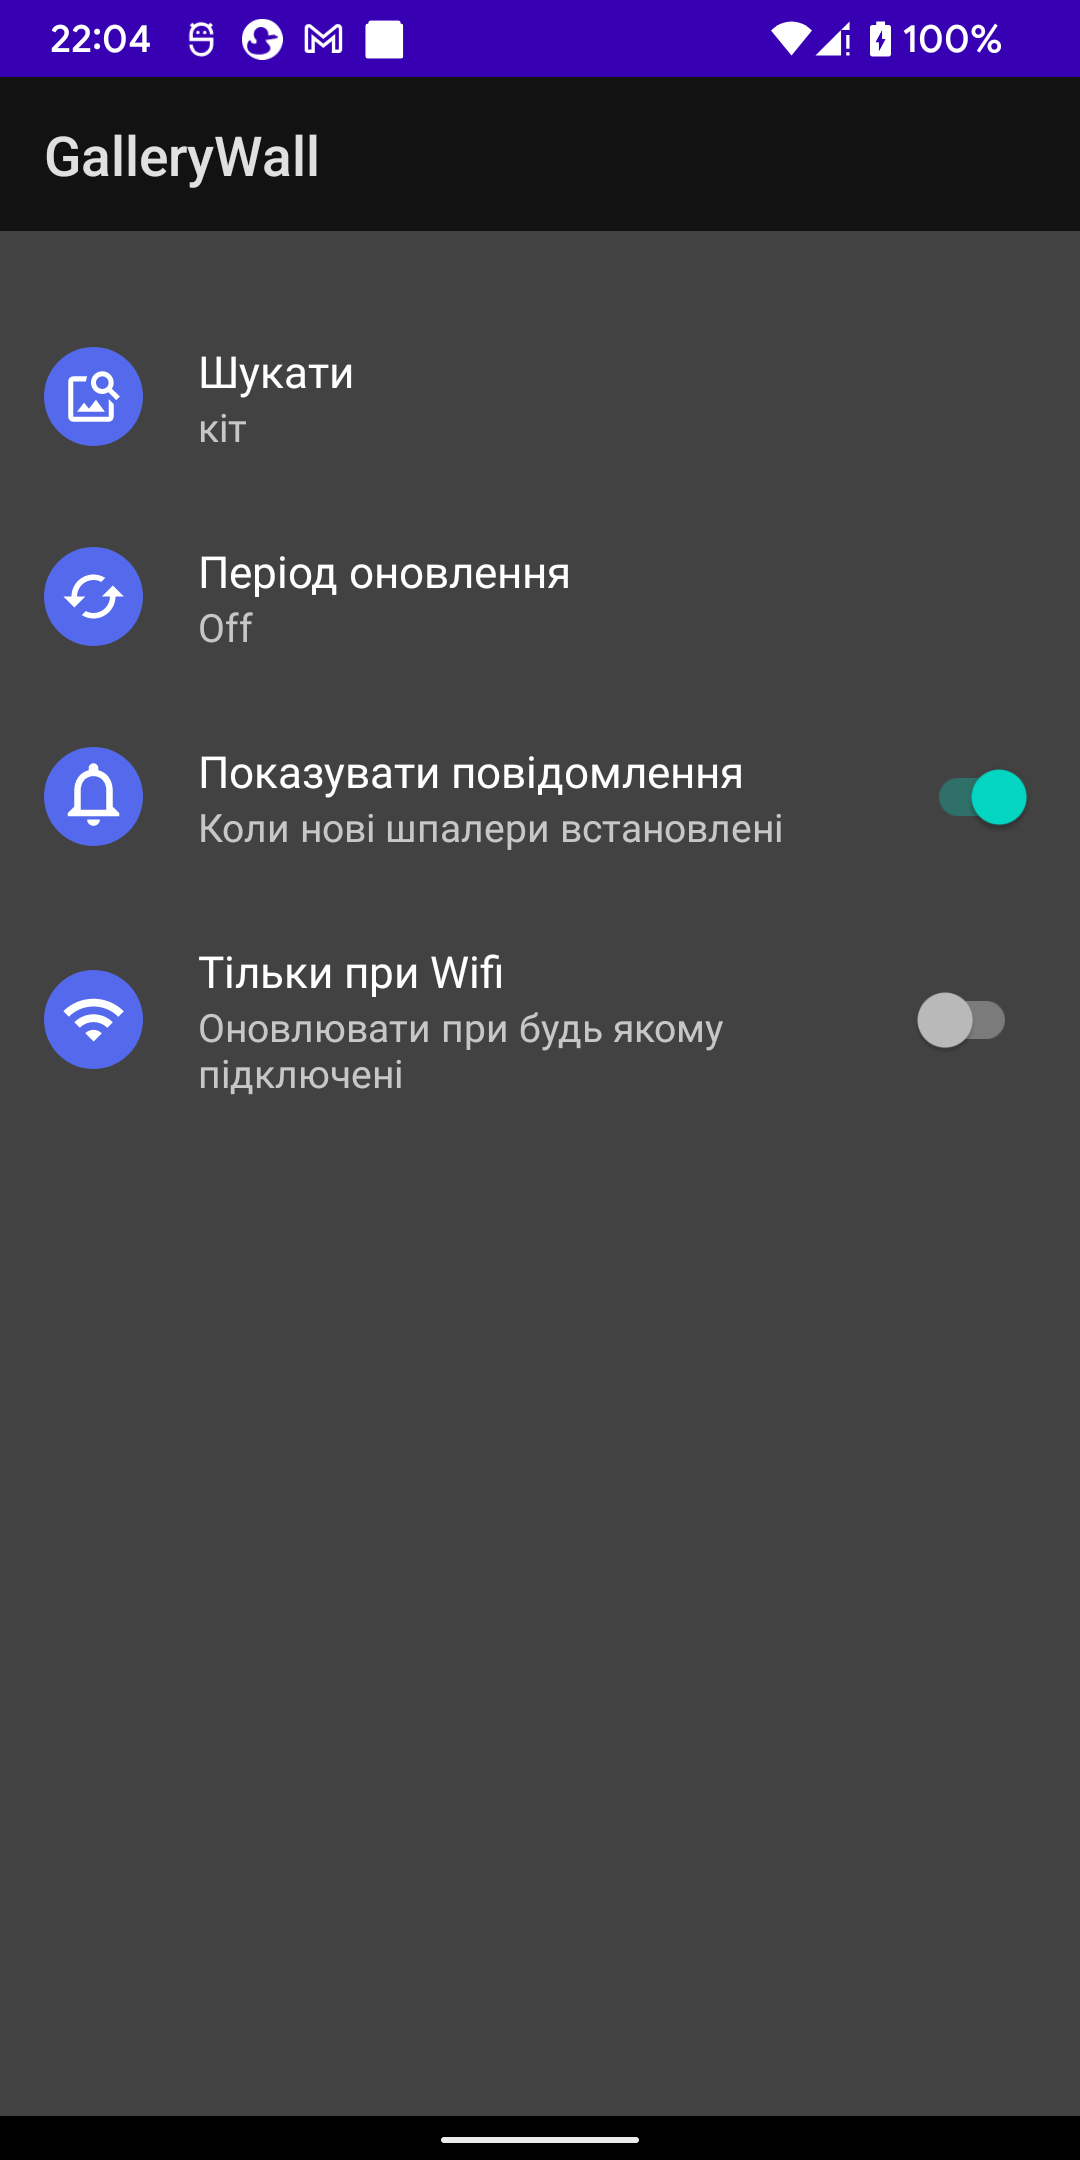 22:04
100%
GalleryWall
Шукати
кіт
Період оновлення
Off
Показувати повідомлення
Коли нові шпалери встановлені
Тільки при Wifi
Оновлювати при будь якому
підключені